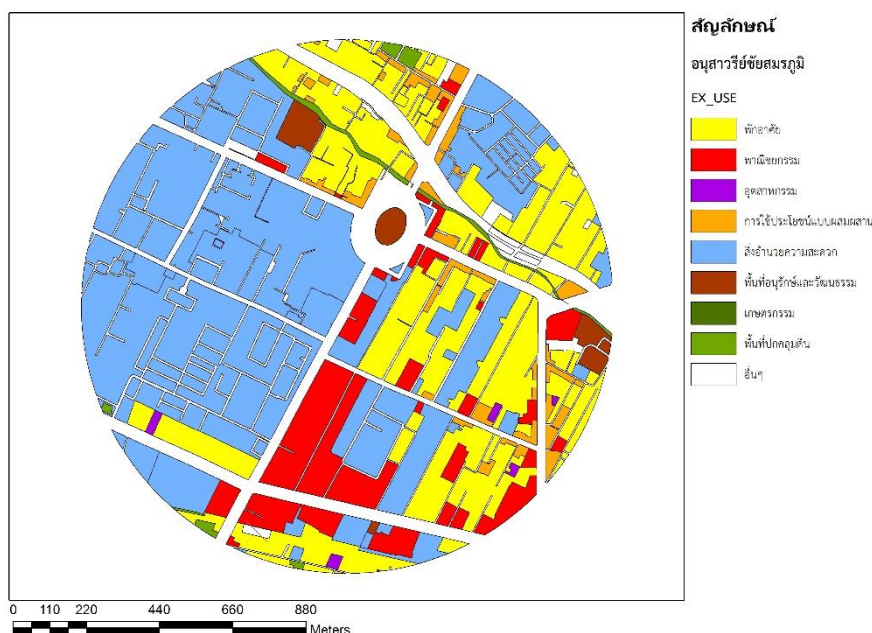 สัญลักษณ์
อนุสาวรีย์ชัยสมรภูมิ
EX_USE
พักอาศัย
พาณิชยกรรม
อุตสาหกรรม
การใช้ประโยชน์แบบผสมผสาน
สิ่งอำนวยความสะดวก
พื้นที่อนุรักษ์และวัฒนธรรม
เกษตรกรรม
พื้นที่ปกคลุมดิน
อื่นๆ
0 110 220 440 660 880
Meters